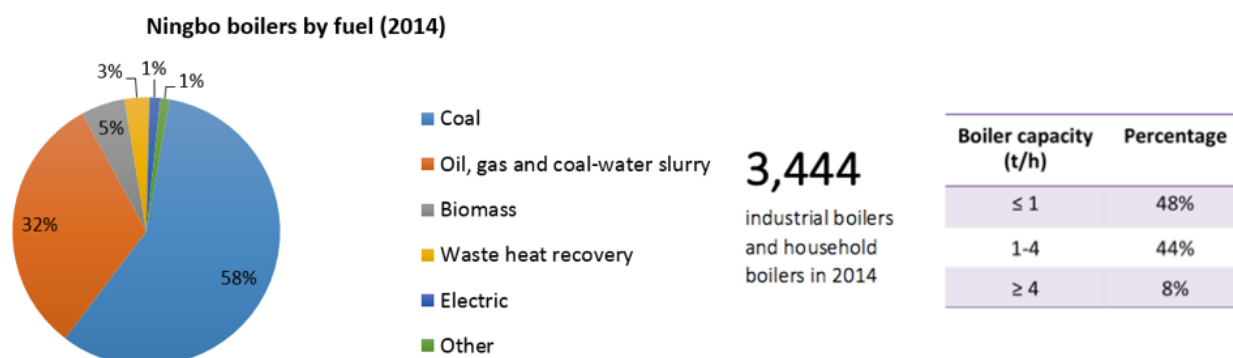 Ningbo boilers by fuel (2014)
3%
1%
1%
5%
32%
58%
Coal
Oil, gas and coal-water slurry
Biomass
Waste heat recovery
Electric
Other
3,444
industrial boilers
and household
boilers in 2014
Boiler capacity Percentage
(t/h)
≤ 1 48%
1-4 44%
≥ 4 8%